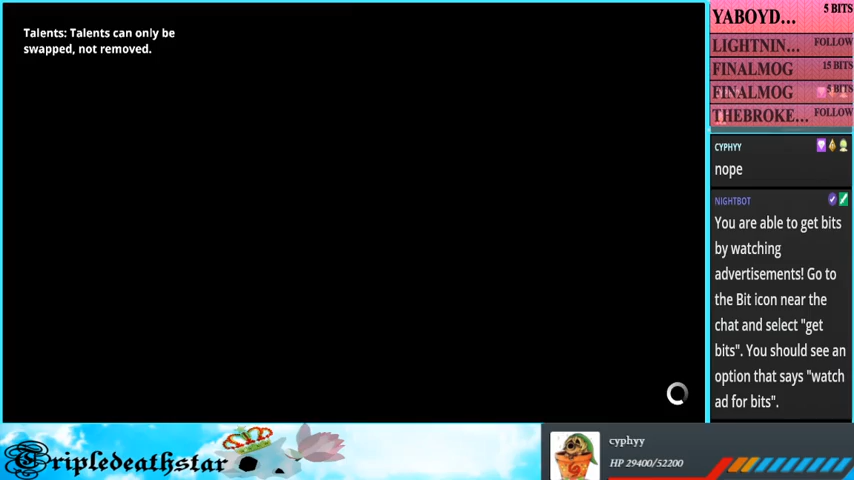 Talents: Talents can only be
swapped, not removed.
YABOYD... 5 BITS
LIGHTNIN... FOLLOW
FINALMOG 15 BITS
FINALMOG 5 BITS
THEBROKE... FOLLOW
CYPHYY
nope
NIGHTBOT
You are able to get bits
by watching
advertisements! Go to
the Bit icon near the
chat and select "get
bits". You should see an
option that says "watch
ad for bits".
Tripledeathstar
cyphyy
HP 29400/52200